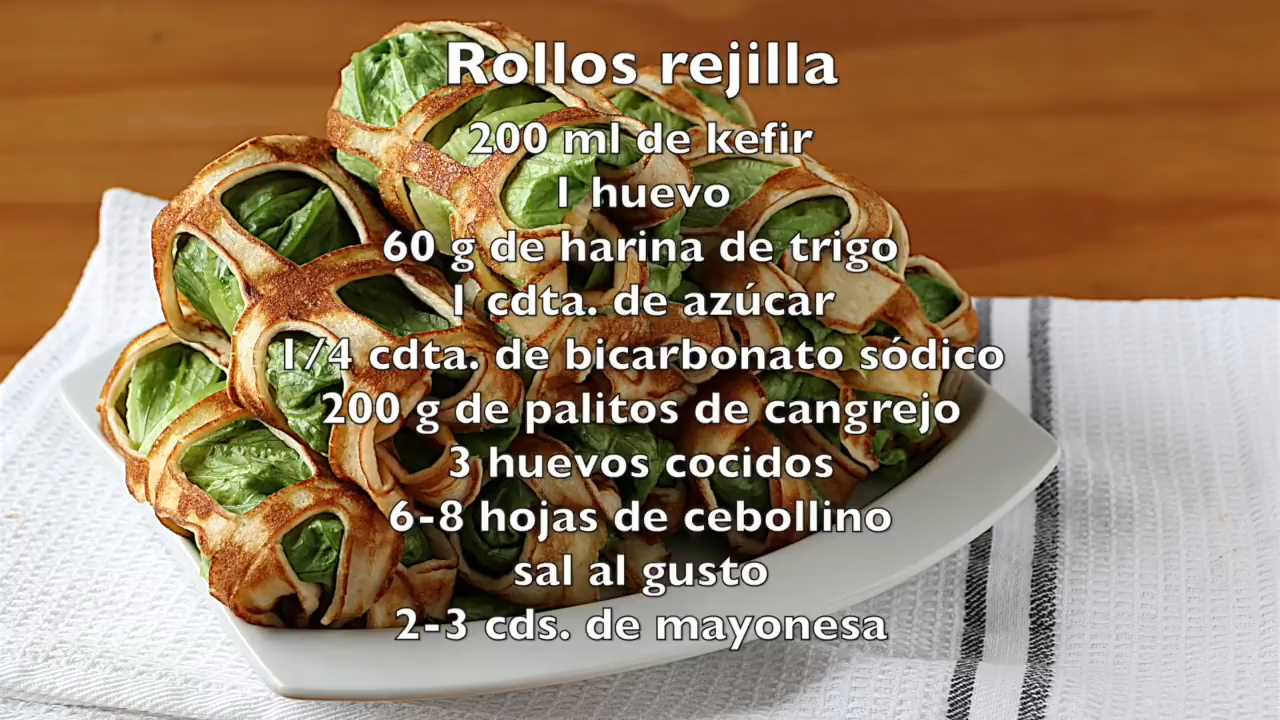 Rollos rejilla
200 ml de kefir
1 huevo
60 g de harina de trigo
1 cdta. de azúcar
1/4 cdta. de bicarbonato sódico
200 g de palitos de cangrejo
3 huevos cocidos
6-8 hojas de cebollino
sal al gusto
2-3 cds. de mayonesa